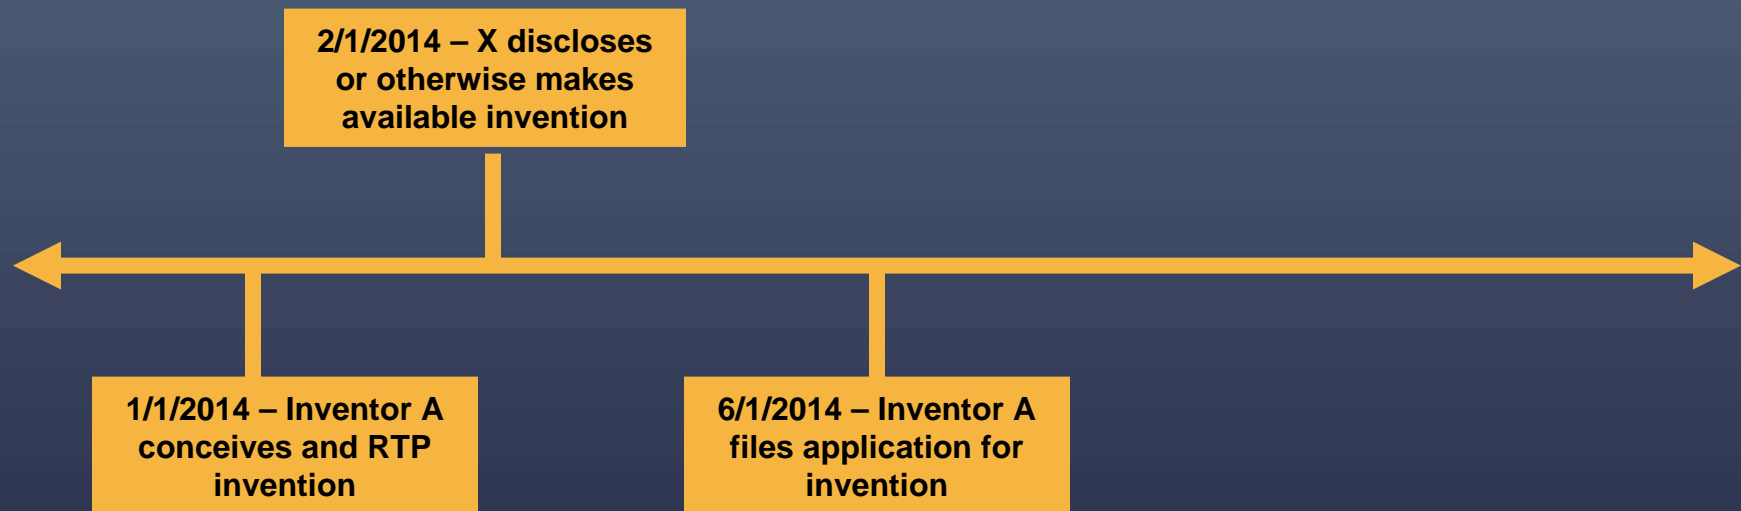 2/1/2014 – X discloses
or otherwise makes
available invention
1/1/2014 – Inventor A
conceives and RTP
invention
6/1/2014 – Inventor A
files application for
invention